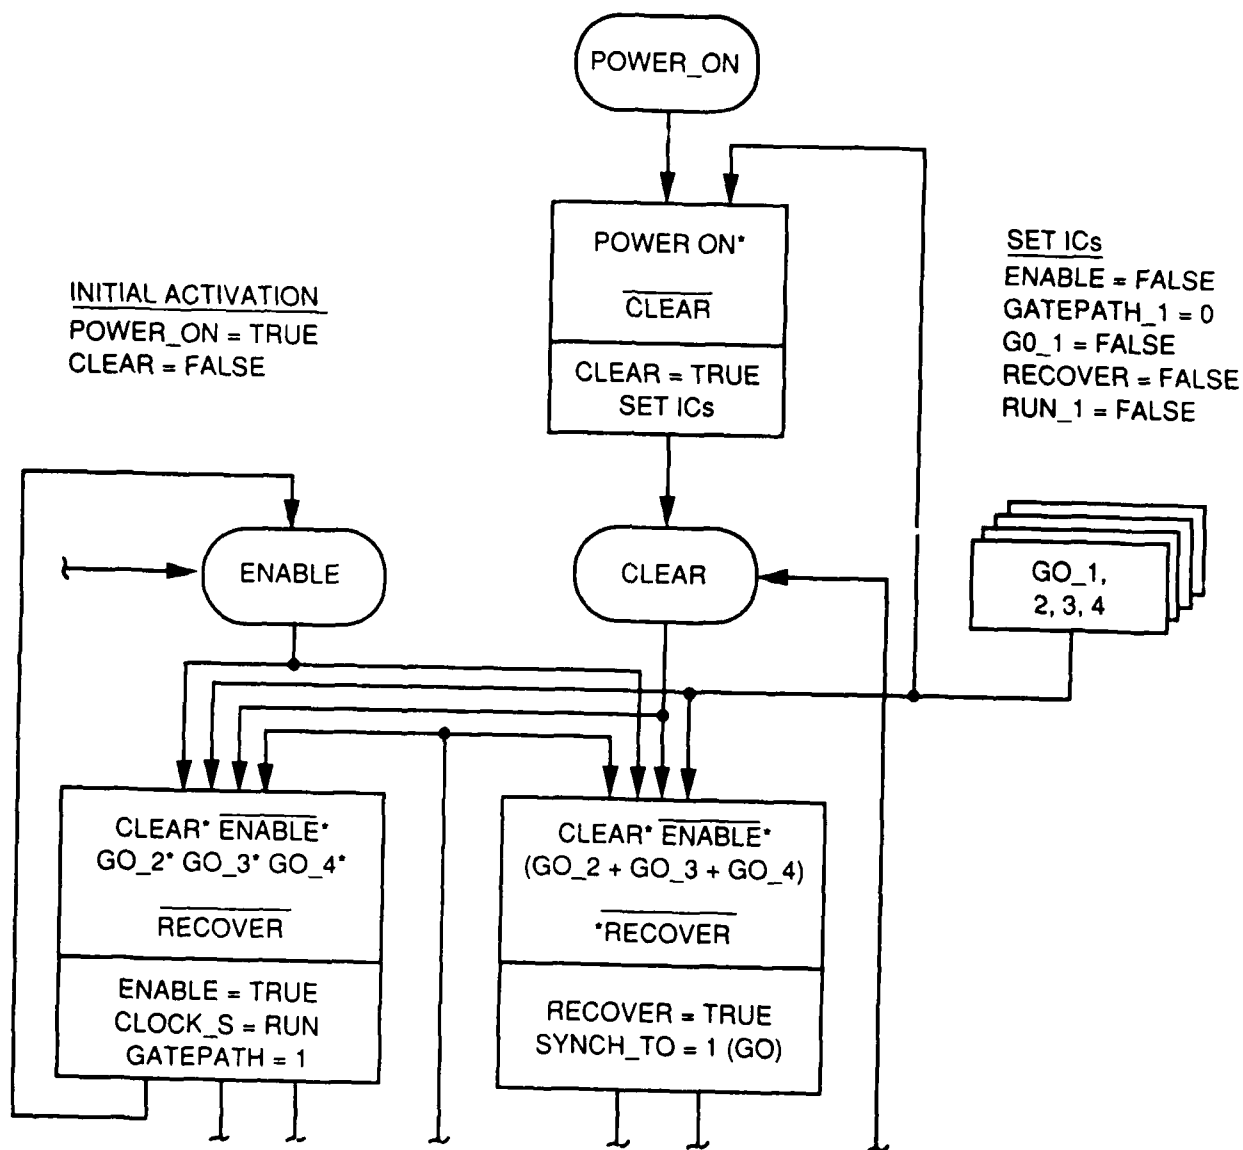 POWER_ON
POWER ON*
CLEAR
CLEAR = TRUE
SET ICs
INITIAL ACTIVATION
POWER_ON = TRUE
CLEAR = FALSE
SET ICs
ENABLE = FALSE
GATEPATH_1 = 0
G0_1 = FALSE
RECOVER = FALSE
RUN_1 = FALSE
ENABLE
CLEAR
GO_1,
2, 3, 4
CLEAR* ENABLE*
GO_2* GO_3* GO_4*
RECOVER
ENABLE = TRUE
CLOCK_S = RUN
GATEPATH = 1
CLEAR* ENABLE*
(GO_2 + GO_3 + GO_4)
*RECOVER
RECOVER = TRUE
SYNCH_TO = 1 (GO)